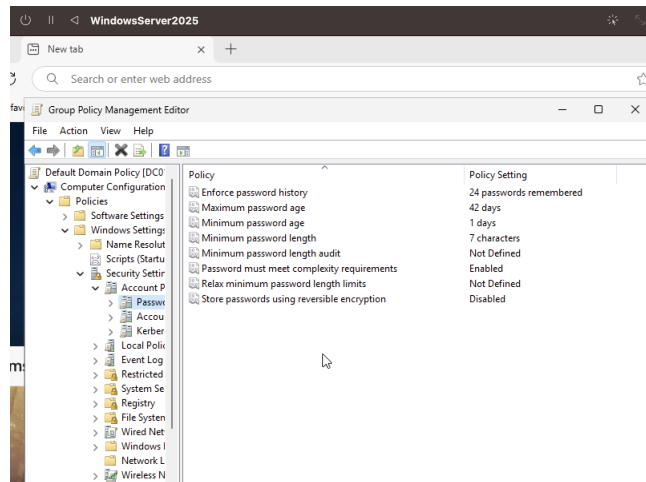 WindowsServer2025
New tab
Search or enter web address
fav
Group Policy Management Editor
File Action View Help
Default Domain Policy [DC0
Computer Configuration
Policies
Software Settings
Windows Settings
Name Resolut
Scripts (Startu
Security Settin
Account P
Passwo
Accou
Kerber
Local Polic
Event Log
Restricted
System Se
Registry
File System
Wired Net
Windows
Network L
Wireless N
Policy Policy Setting
Enforce password history 24 passwords remembered
Maximum password age 42 days
Minimum password age 1 days
Minimum password length 7 characters
Minimum password length audit Not Defined
Password must meet complexity requirements Enabled
Relax minimum password length limits Not Defined
Store passwords using reversible encryption Disabled